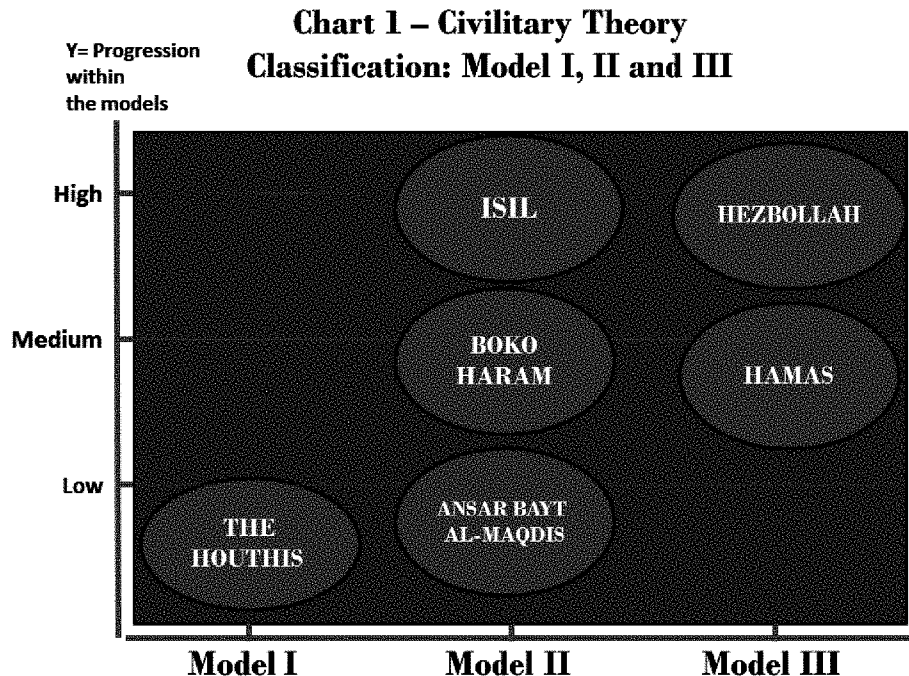 Chart 1 – Civilitary Theory
Classification: Model I, II and III
Y= Progression
within
the models
High
ISIL
HEZBOLLAH
Medium
BOKO
HARAM
HAMAS
Low
ANSAR BAYT
AL-MAQDIS
THE
HOUTHIS
Model I
Model II
Model III